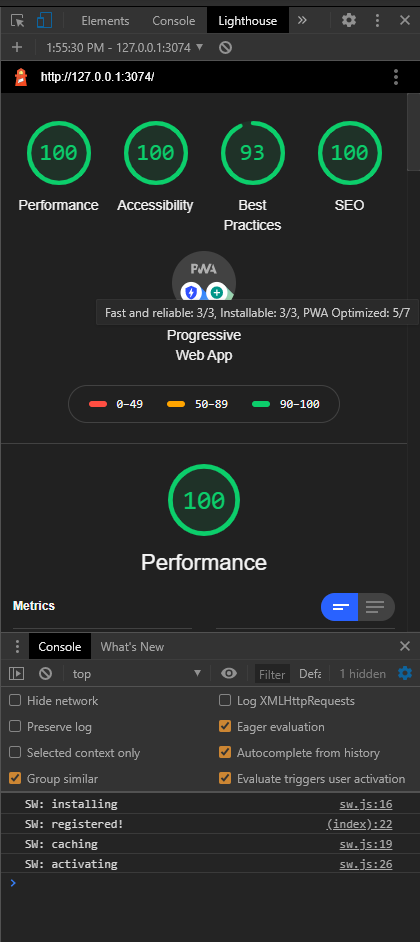 Elements Console Lighthouse »
+ 1:55:30 PM - 127.0.0.1:3074 ▼
http://127.0.0.1:3074/
100 100 93 100
Performance Accessibility Best Practices SEO
PWA
Fast and reliable: 3/3, Installable: 3/3, PWA Optimized: 5/7
Progressive
Web App
0–49 50–89 90–100
100
Performance
Metrics
Console What's New
top ▼ Filter Defa 1 hidden
Hide network Log XMLHttpRequests
Preserve log Eager evaluation
Selected context only Autocomplete from history
Group similar Evaluate triggers user activation
SW: installing sw.js:16
SW: registered! (index):22
SW: caching sw.js:19
SW: activating sw.js:26
›